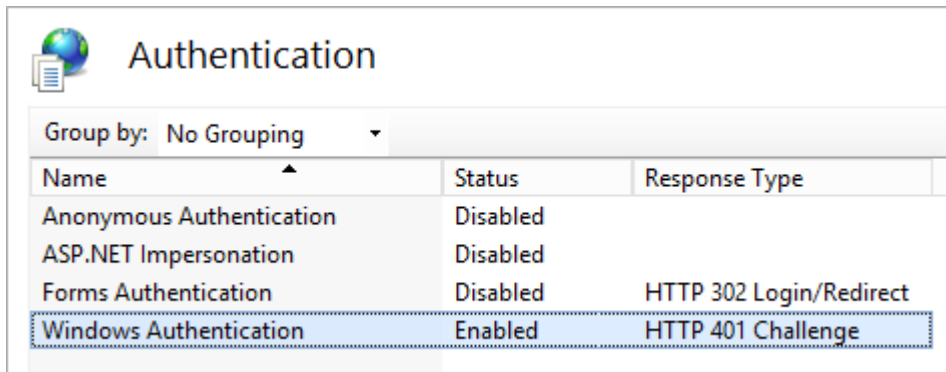 Authentication
Group by: No Grouping
Name Status Response Type
Anonymous Authentication Disabled
ASP.NET Impersonation Disabled
Forms Authentication Disabled HTTP 302 Login/Redirect
Windows Authentication Enabled HTTP 401 Challenge